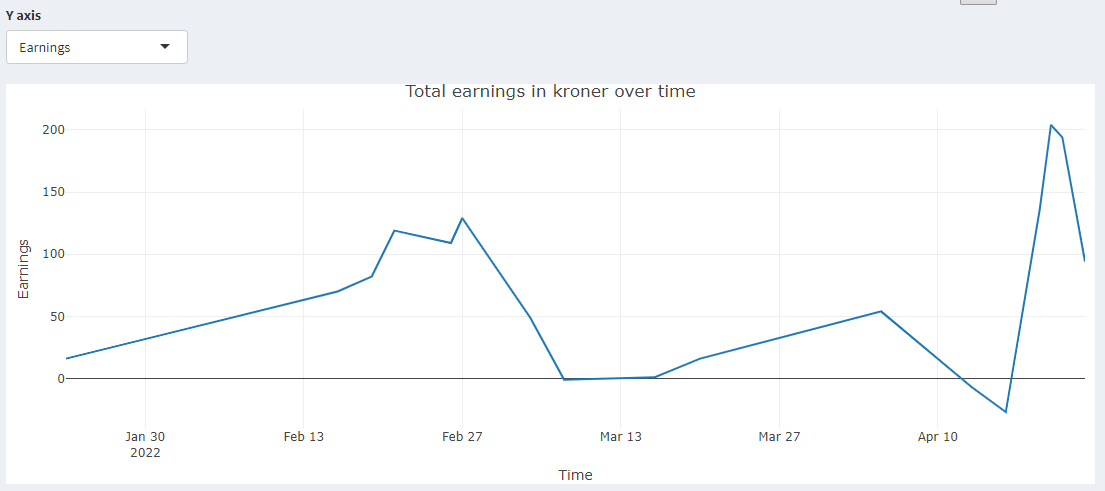 Y axis
Earnings
Total earnings in kroner over time
200
150
100
50
0
Earnings
Jan 30
2022
Feb 13
Feb 27
Mar 13
Mar 27
Apr 10
Time